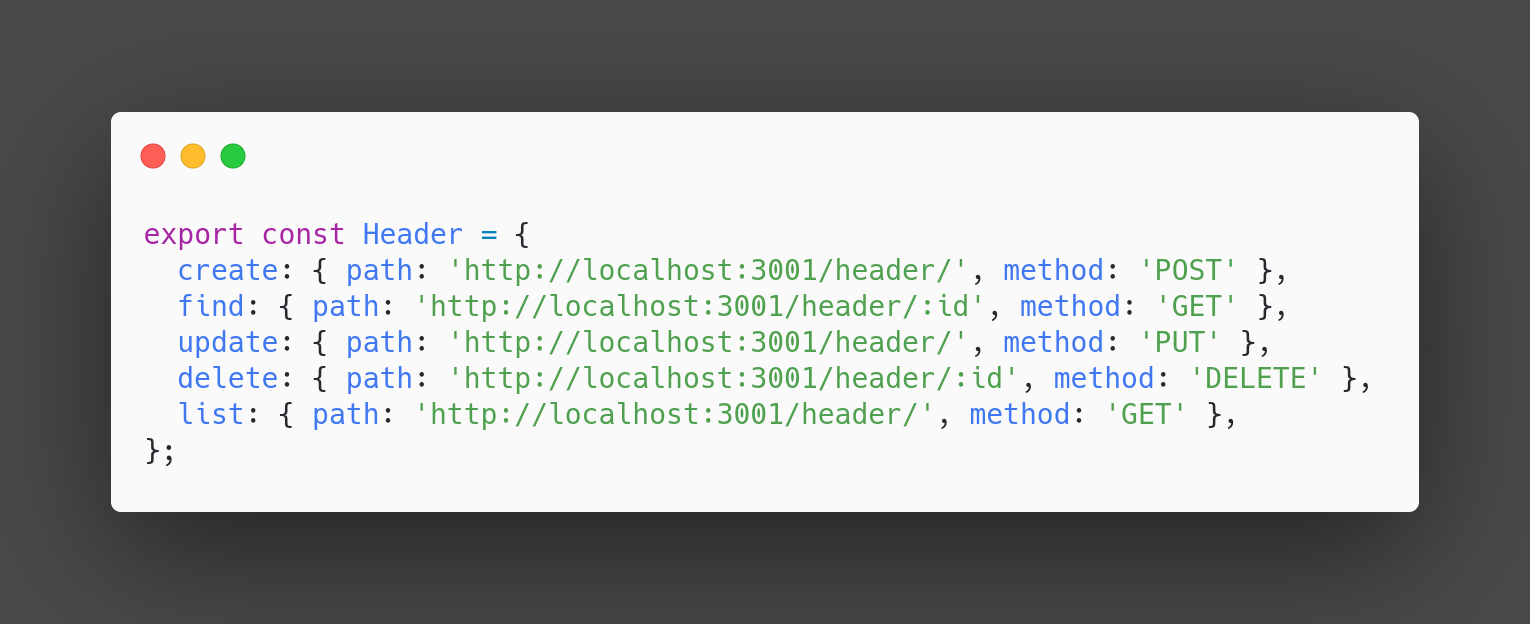 export const Header = {
  create: { path: 'http://localhost:3001/header/', method: 'POST' },
  find: { path: 'http://localhost:3001/header/:id', method: 'GET' },
  update: { path: 'http://localhost:3001/header/', method: 'PUT' },
  delete: { path: 'http://localhost:3001/header/:id', method: 'DELETE' },
  list: { path: 'http://localhost:3001/header/', method: 'GET' },
};